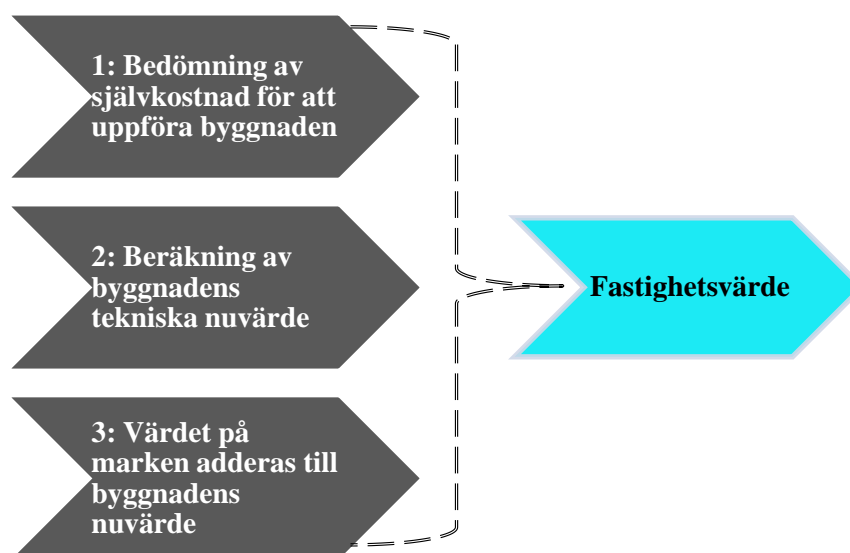 1: Bedömning av
självkostnad för att
uppföra byggnaden
2: Beräkning av
byggnadens
tekniska nuvärde
Fastighetsvärde
3: Värdet på
marken adderas till
byggnadens
nuvärde